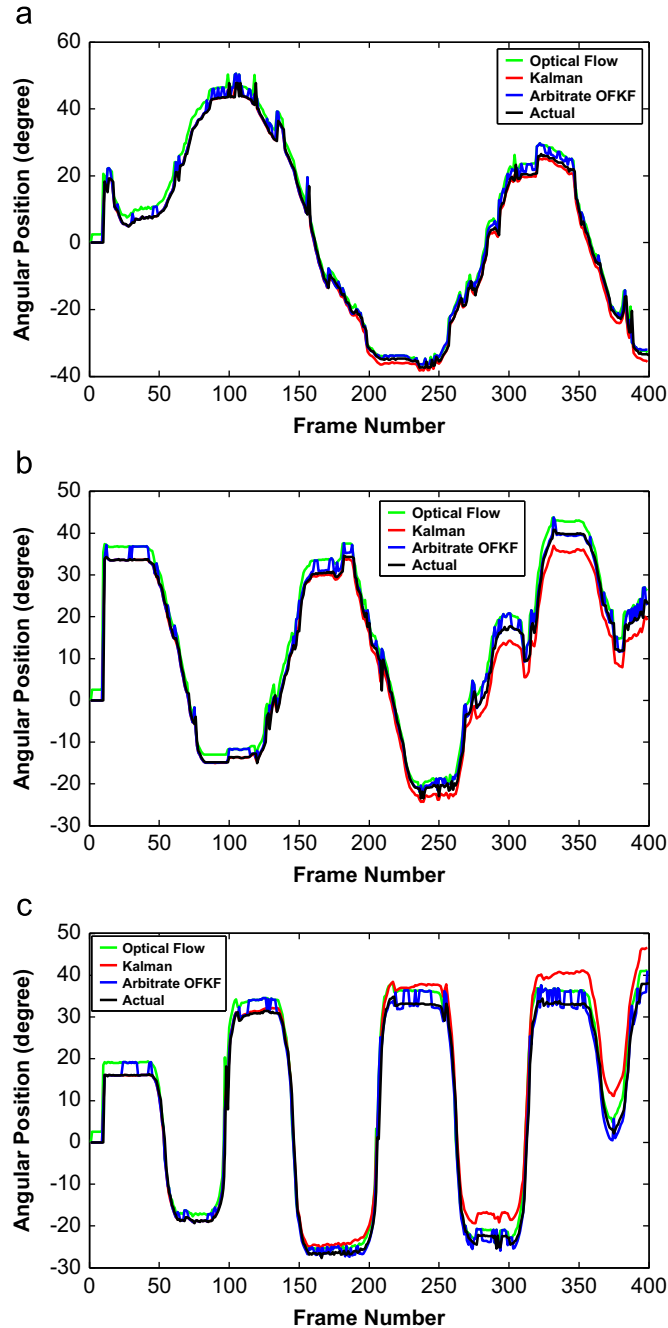 a
60
40
20
0
-20
-40
0 50 100 150 200 250 300 350 400
Angular Position (degree)
Frame Number
Optical Flow
Kalman
Arbitrate OFKF
Actual
b
50
40
30
20
10
0
-10
-20
-30
0 50 100 150 200 250 300 350 400
Angular Position (degree)
Frame Number
Optical Flow
Kalman
Arbitrate OFKF
Actual
c
50
40
30
20
10
0
-10
-20
-30
0 50 100 150 200 250 300 350 400
Angular Position (degree)
Frame Number
Optical Flow
Kalman
Arbitrate OFKF
Actual